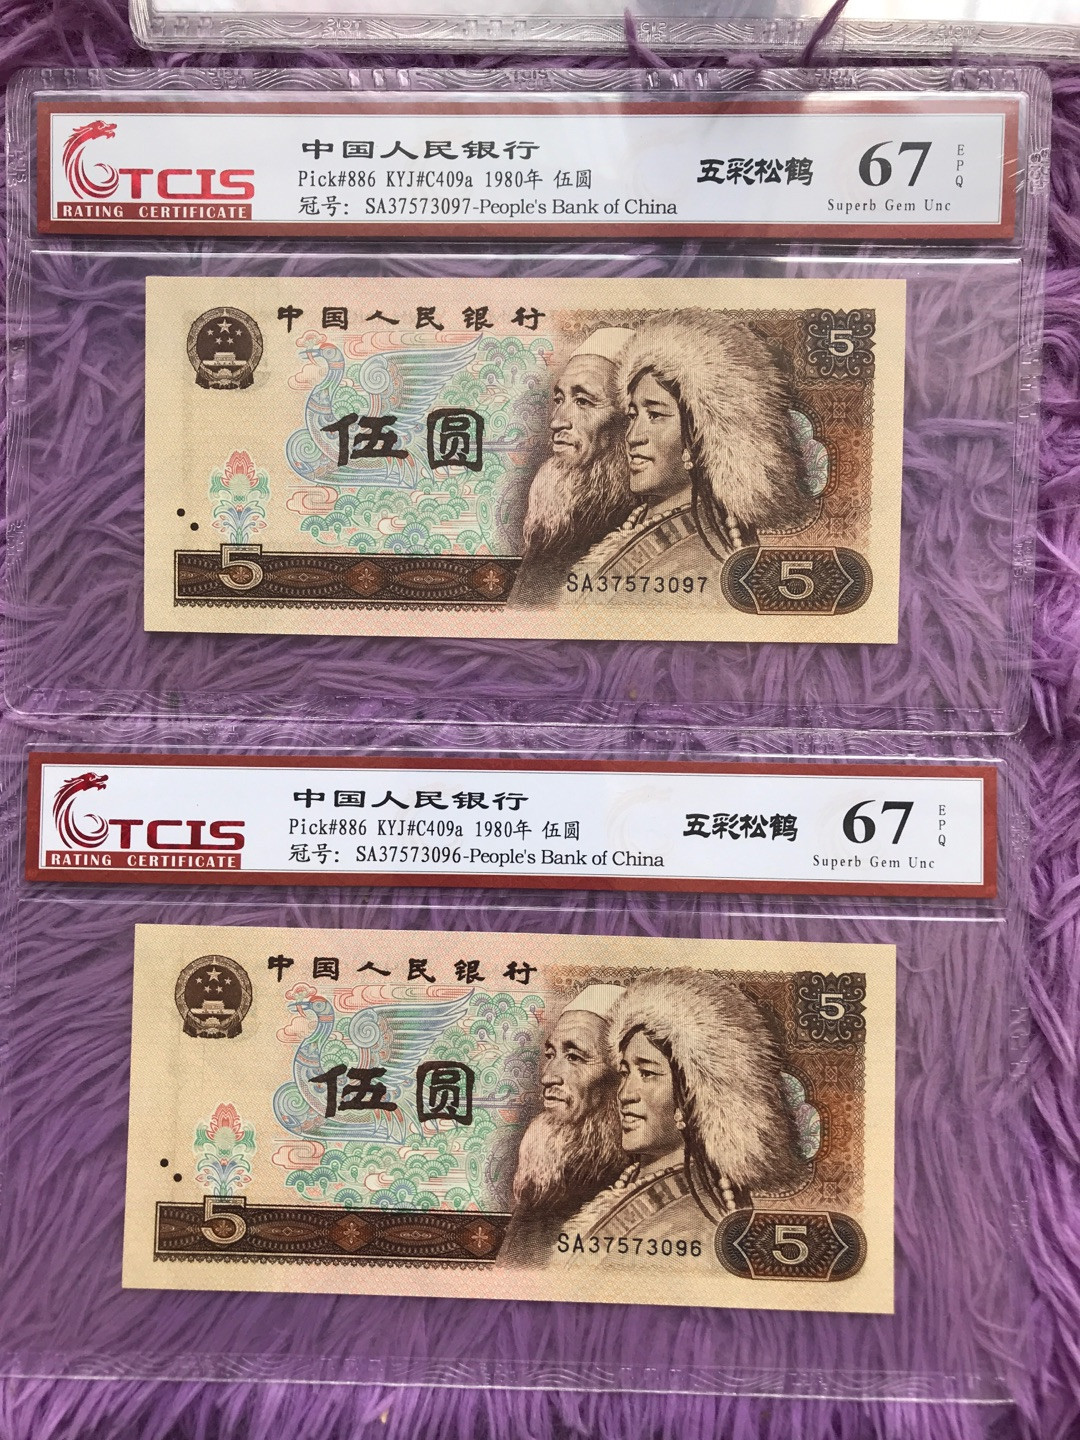 中国人民银行
Pick#886 KYJ#C409a 1980年 伍圆
冠号: SA37573097-People's Bank of China
TCIS
RATING CERTIFICATE
五彩松鹤
67
EPQ
Superb Gem Unc
中国人民银行
5
伍圆
5
SA37573097
5
中国人民银行
Pick#886 KYJ#C409a 1980年 伍圆
冠号: SA37573096-People's Bank of China
TCIS
RATING CERTIFICATE
五彩松鹤
67
EPQ
Superb Gem Unc
中国人民银行
5
伍圆
5
SA37573096
5